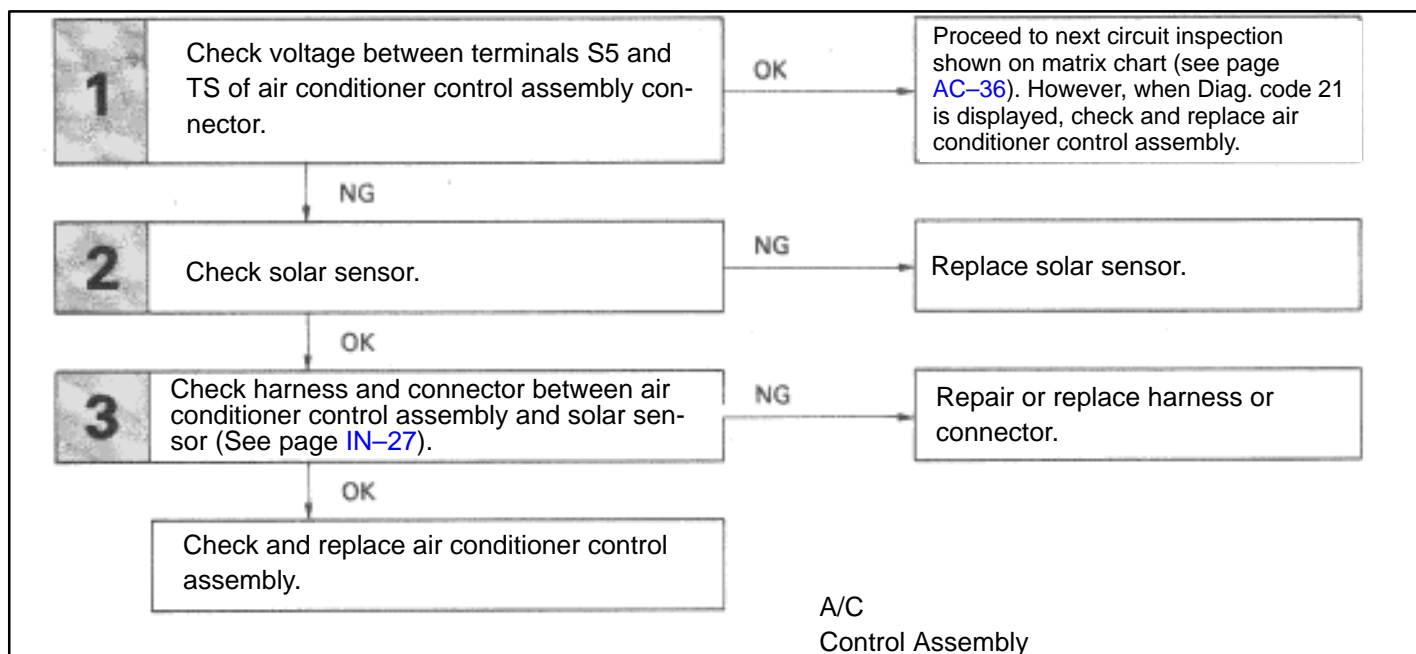 1
Check voltage between terminals S5 and
TS of air conditioner control assembly con-
nector.
OK
Proceed to next circuit inspection
shown on matrix chart (see page
AC–36). However, when Diag. code 21
is displayed, check and replace air
conditioner control assembly.
NG
2
Check solar sensor.
NG
Replace solar sensor.
OK
3
Check harness and connector between air
conditioner control assembly and solar sen-
sor (See page IN–27).
NG
Repair or replace harness or
connector.
OK
Check and replace air conditioner control
assembly.
A/C
Control Assembly